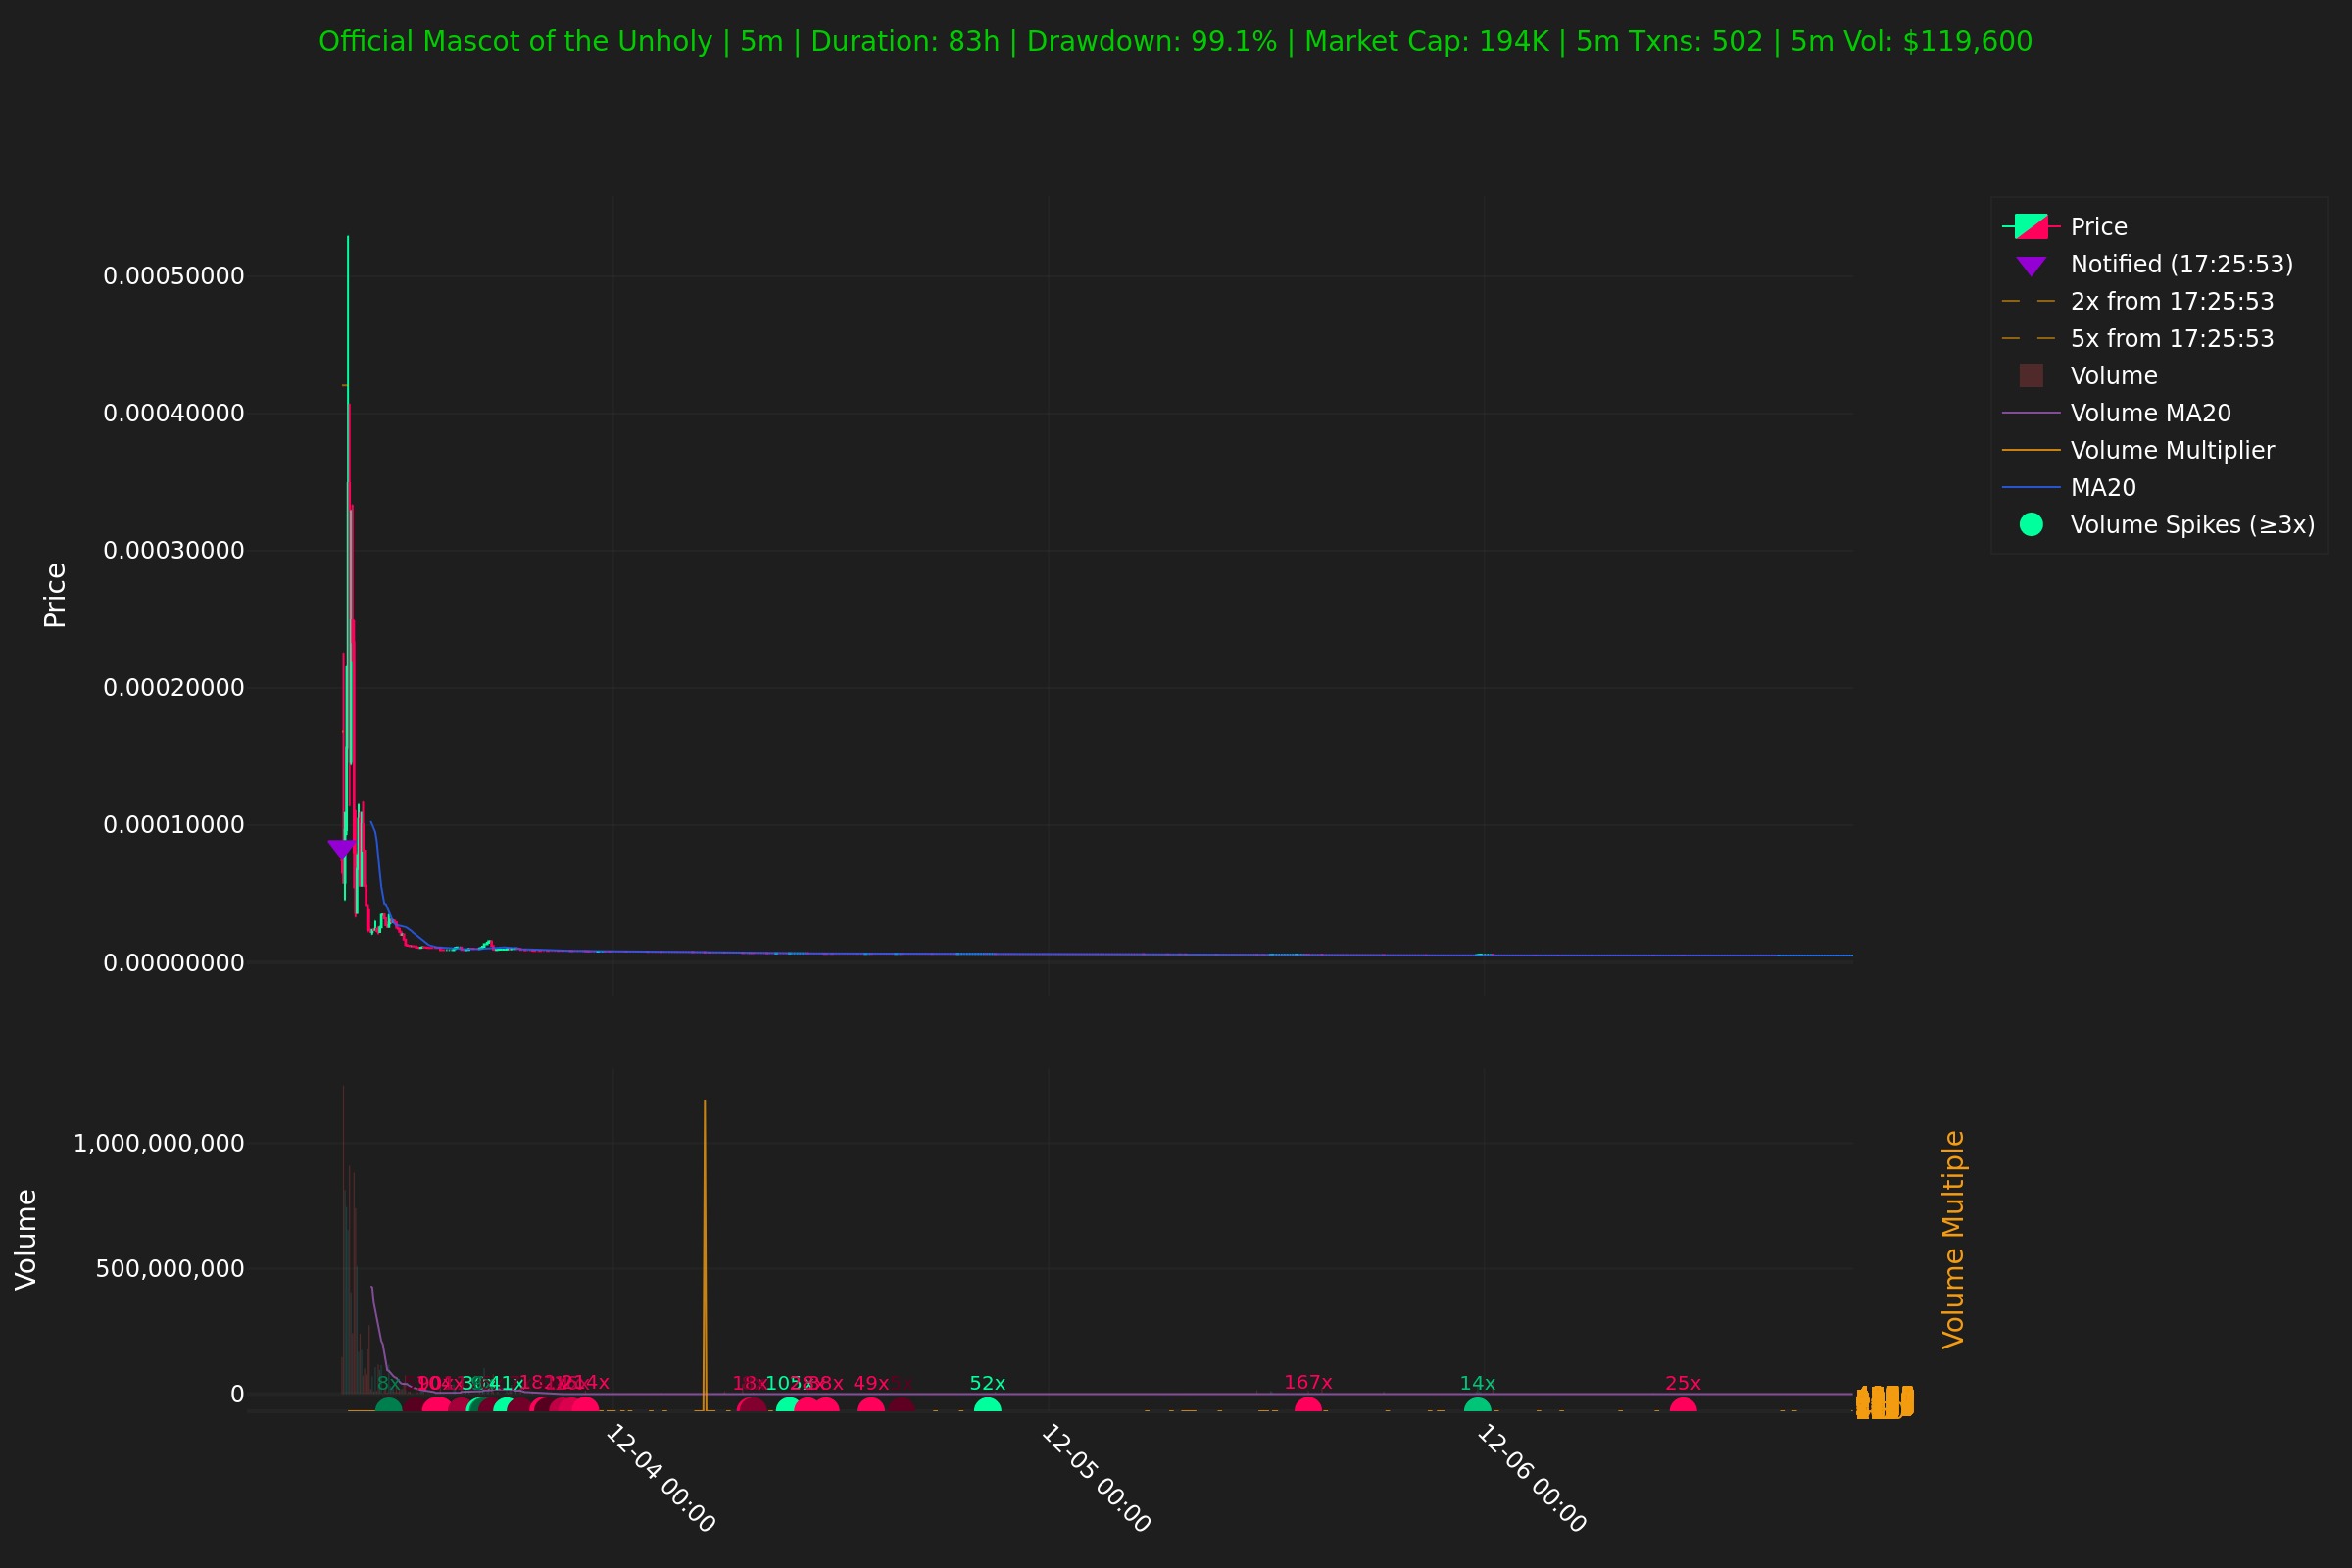 Official Mascot of the Unholy | 5m | Duration: 83h | Drawdown: 99.1% | Market Cap: 194K | 5m Txns: 502 | 5m Vol: $119,600
Price
0.00050000
0.00040000
0.00030000
0.00020000
0.00010000
0.00000000
Price
Notified (17:25:53)
2x from 17:25:53
5x from 17:25:53
Volume
Volume MA20
Volume Multiplier
MA20
Volume Spikes (≥3x)
Volume
1,000,000,000
500,000,000
0
8x
41x
214x
18x
105x
38x
49x
52x
167x
14x
25x
Volume Multiple
12-04 00:00
12-05 00:00
12-06 00:00